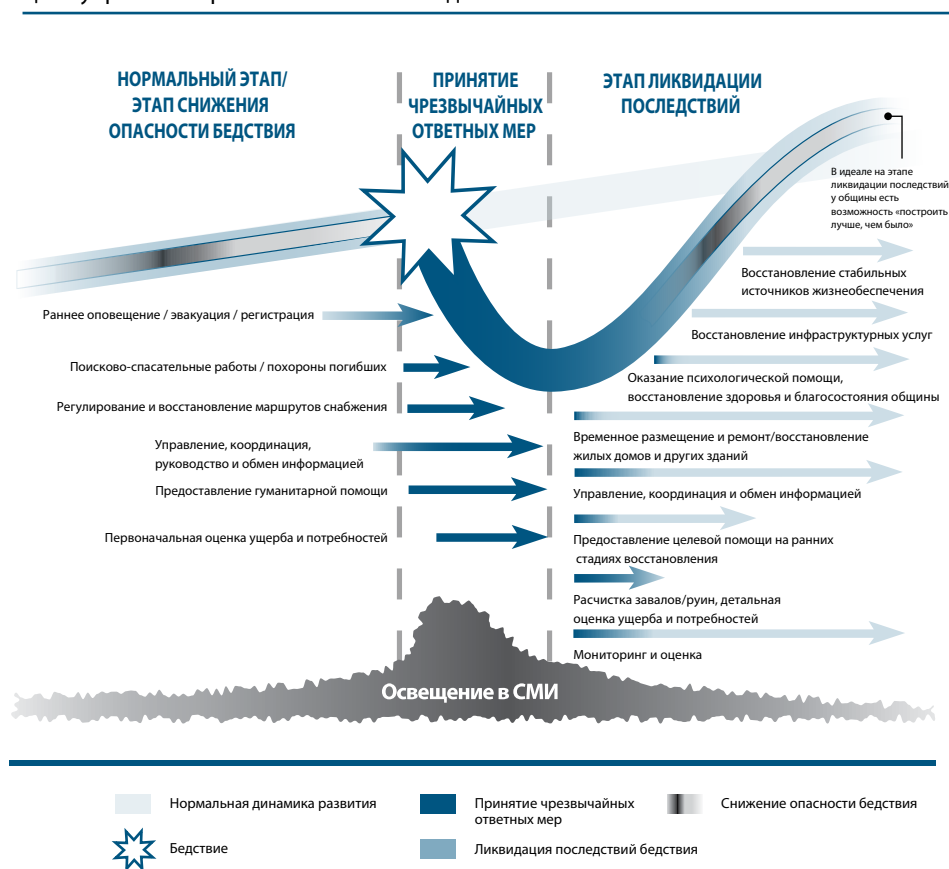 НОРМАЛЬНЫЙ ЭТАП/
ЭТАП СНИЖЕНИЯ
ОПАСНОСТИ БЕДСТВИЯ
ПРИНЯТИЕ
ЧРЕЗВЫЧАЙНЫХ
ОТВЕТНЫХ МЕР
ЭТАП ЛИКВИДАЦИИ
ПОСЛЕДСТВИЙ
В идеале на этапе
ликвидации последствий
у общины есть
возможность «построить
лучше, чем было»
Раннее оповещение / эвакуация / регистрация
Поисково-спасательные работы / похороны погибших
Регулирование и восстановление маршрутов снабжения
Управление, координация,
руководство и обмен информацией
Предоставление гуманитарной помощи
Первоначальная оценка ущерба и потребностей
Восстановление стабильных
источников жизнеобеспечения
Восстановление инфраструктурных услуг
Оказание психологической помощи,
восстановление здоровья и благосостояния общины
Временное размещение и ремонт/восстановление
жилых домов и других зданий
Управление, координация и обмен информацией
Предоставление целевой помощи на ранних
стадиях восстановления
Расчистка завалов/руин, детальная
оценка ущерба и потребностей
Мониторинг и оценка
Освещение в СМИ
Нормальная динамика развития
Принятие чрезвычайных
ответных мер
Снижение опасности бедствия
Бедствие
Ликвидация последствий бедствия